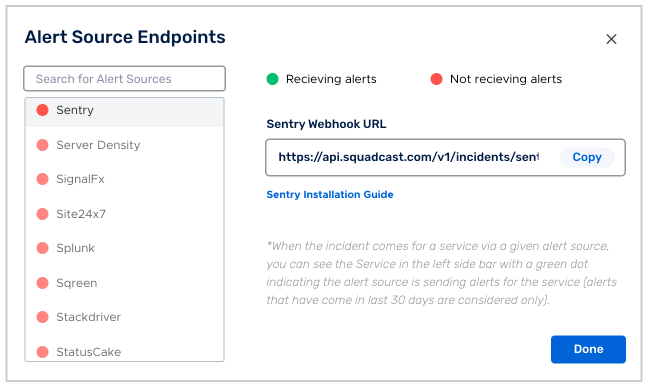 Alert Source Endpoints
Search for Alert Sources
Recieving alerts
Not recieving alerts
Sentry
Server Density
SignalFx
Site24x7
Splunk
Sqreen
Stackdriver
StatusCake
Sentry Webhook URL
https://api.squadcast.com/v1/incidents/sent
Copy
Sentry Installation Guide
*When the incident comes for a service via a given alert source,
you can see the Service in the left side bar with a green dot
indicating the alert source is sending alerts for the service (alerts
that have come in last 30 days are considered only).
Done